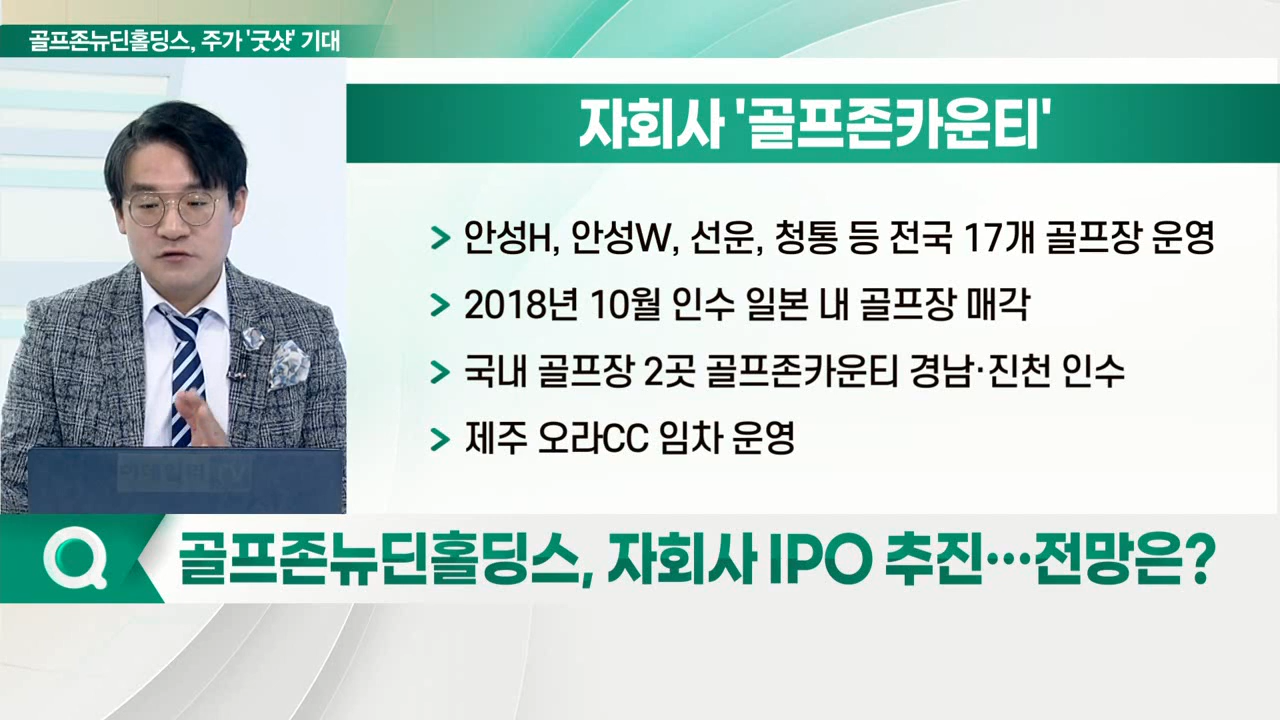 골프존뉴딘홀딩스, 주가 '굿샷' 기대
자회사 '골프존카운티'
> 안성H, 안성W, 선운, 청통 등 전국 17개 골프장 운영
> 2018년 10월 인수 일본 내 골프장 매각
> 국내 골프장 2곳 골프존카운티 경남·진천 인수
> 제주 오라CC 임차 운영
Q 골프존뉴딘홀딩스, 자회사 IPO 추진…전망은?